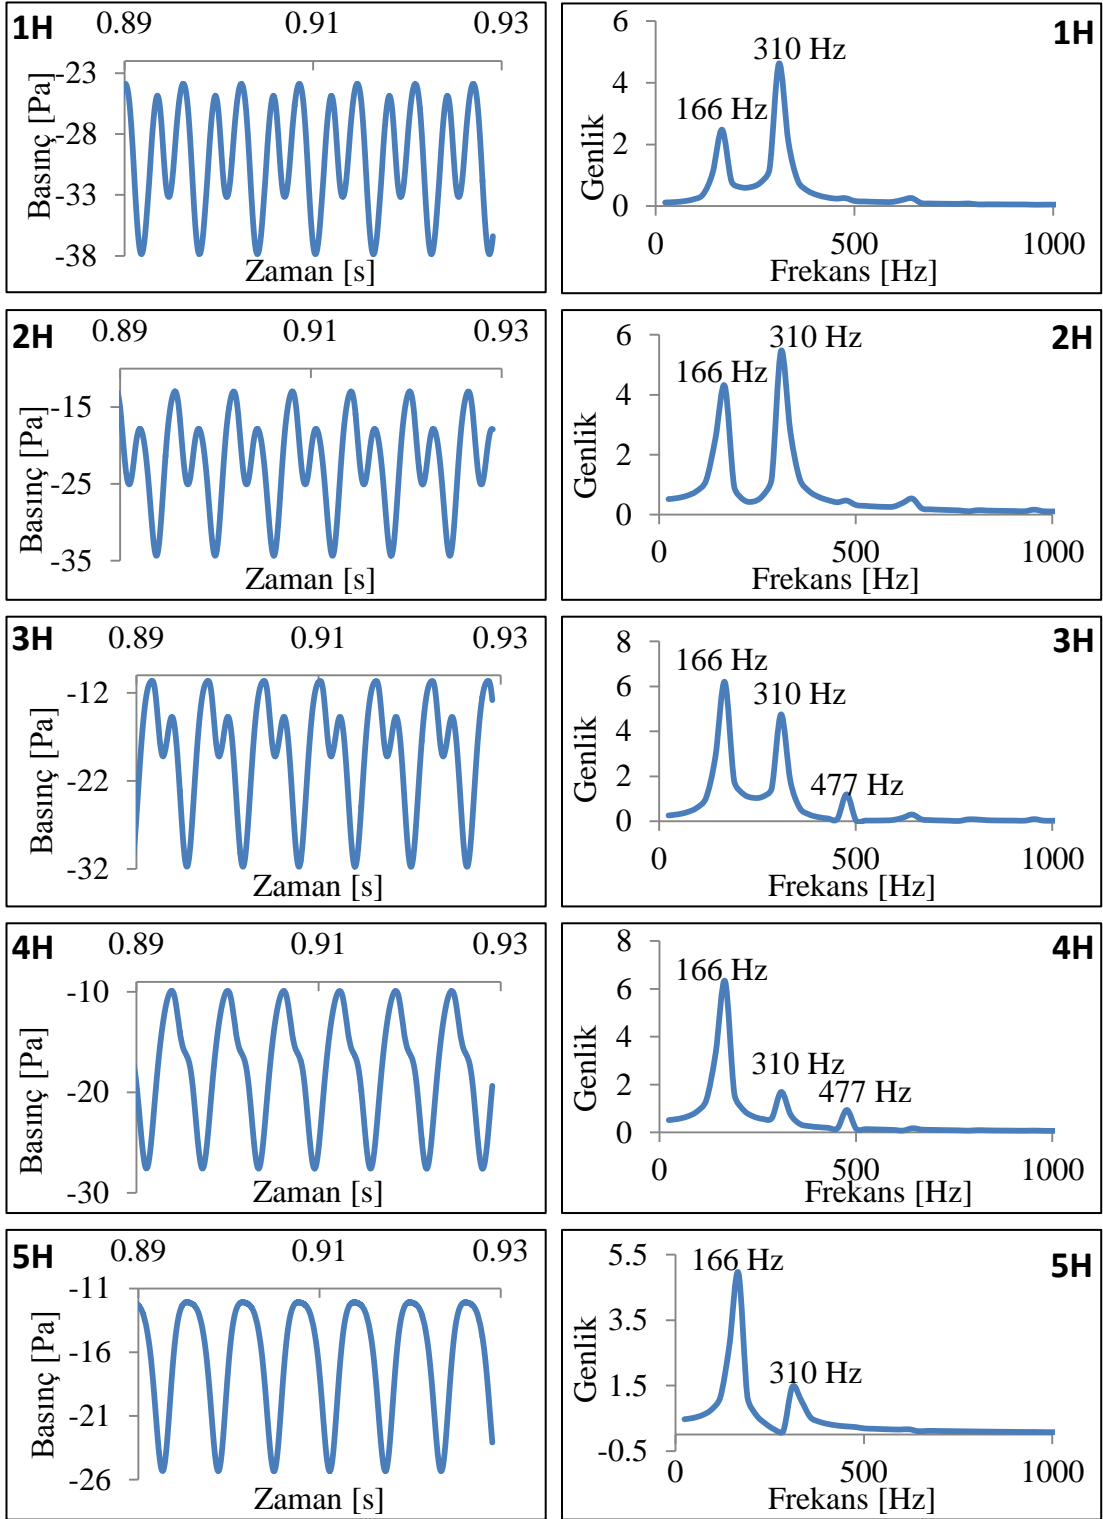 1H
0.89 0.91 0.93
-23
-28
-33
-38
Basınç [Pa]
Zaman [s]
1H
6
4
2
0
Genlik
166 Hz
310 Hz
0 500 1000
Frekans [Hz]
2H
0.89 0.91 0.93
-15
-25
-35
Basınç [Pa]
Zaman [s]
2H
6
4
2
0
Genlik
166 Hz
310 Hz
0 500 1000
Frekans [Hz]
3H
0.89 0.91 0.93
-12
-22
-32
Basınç [Pa]
Zaman [s]
3H
8
6
4
2
0
Genlik
166 Hz
310 Hz
477 Hz
0 500 1000
Frekans [Hz]
4H
0.89 0.91 0.93
-10
-20
-30
Basınç [Pa]
Zaman [s]
4H
8
6
4
2
0
Genlik
166 Hz
310 Hz
477 Hz
0 500 1000
Frekans [Hz]
5H
0.89 0.91 0.93
-11
-16
-21
-26
Basınç [Pa]
Zaman [s]
5H
5.5
3.5
1.5
-0.5
Genlik
166 Hz
310 Hz
0 500 1000
Frekans [Hz]